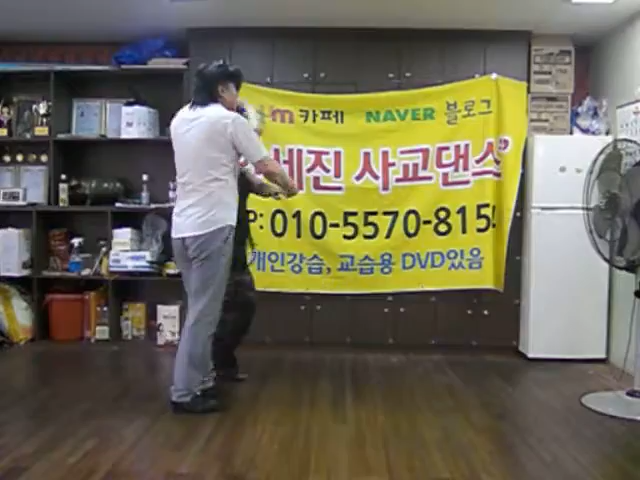 m 카페 NAVER 블로그
세진 사교댄스
P: 010-5570-815
개인강습, 교습용 DVD있음